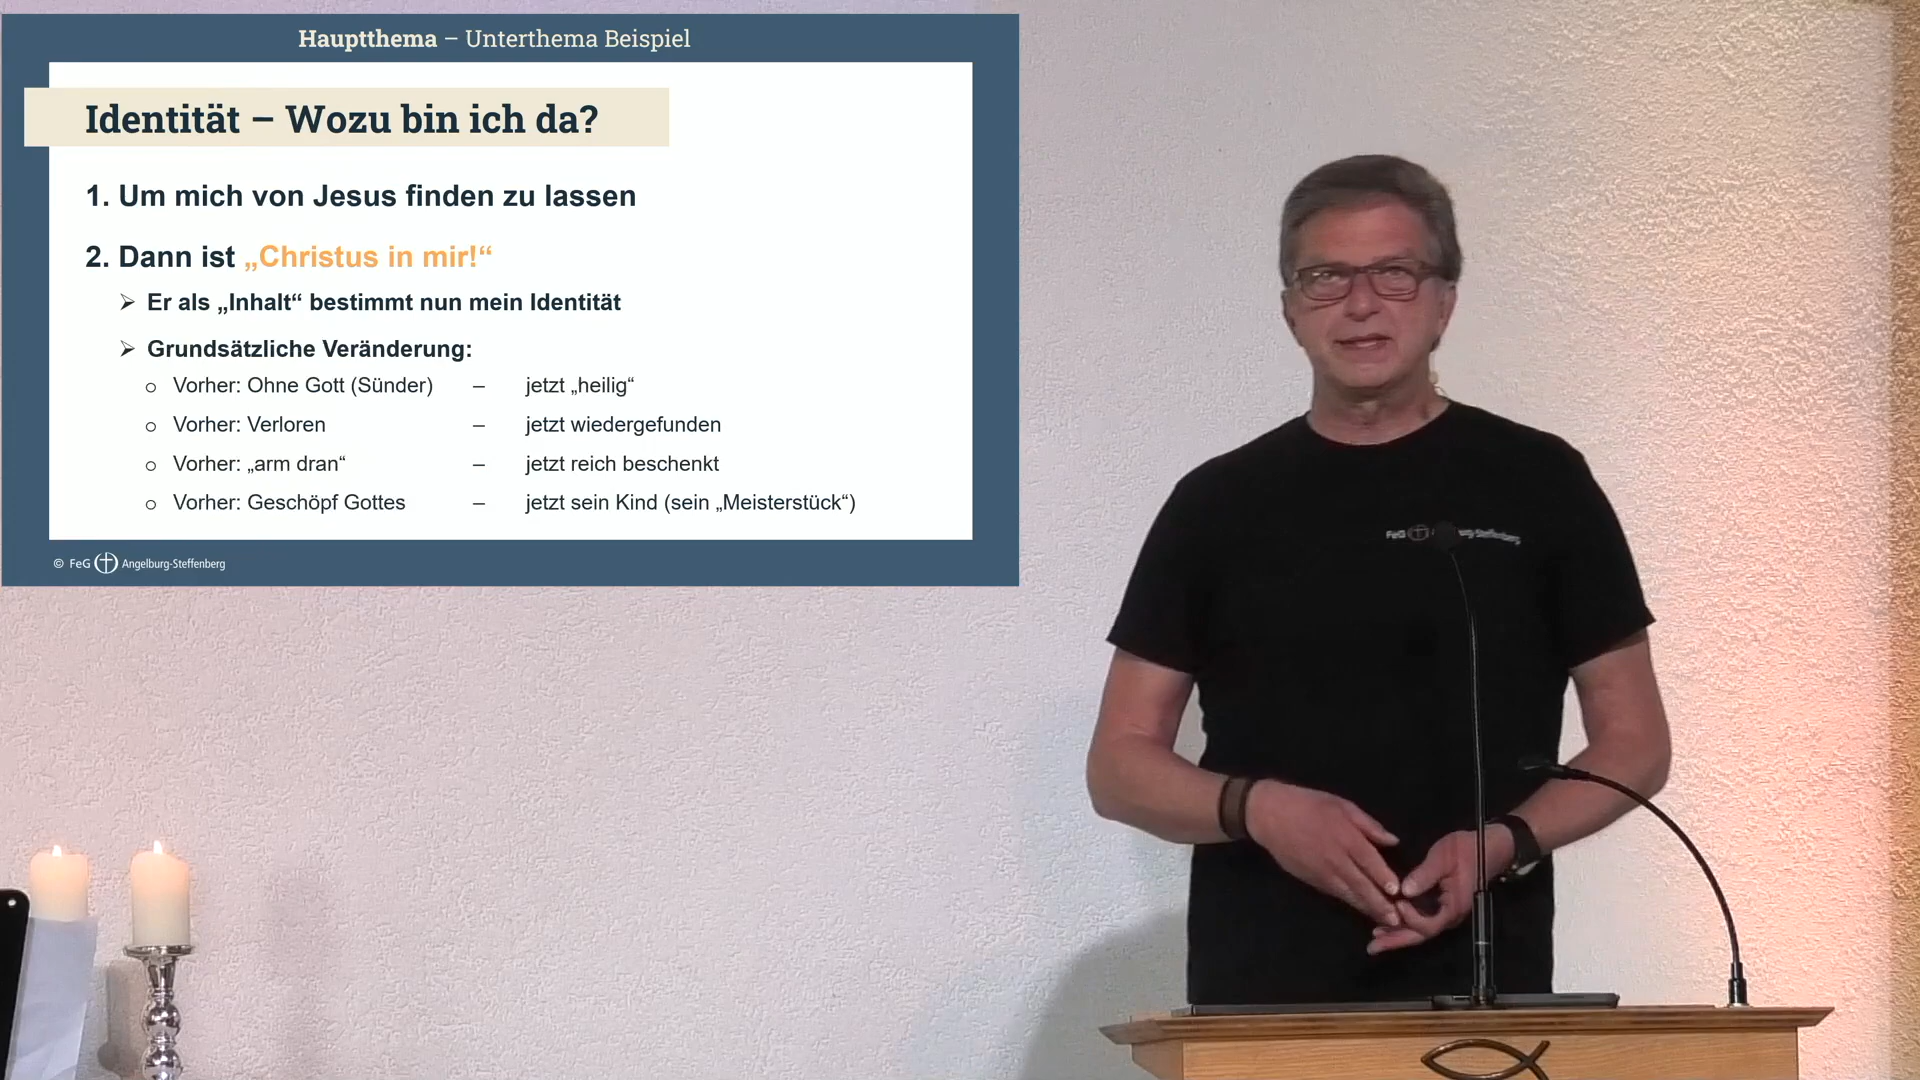 Hauptthema – Unterthema Beispiel
Identität – Wozu bin ich da?
1. Um mich von Jesus finden zu lassen
2. Dann ist „Christus in mir!“
➢ Er als „Inhalt“ bestimmt nun mein Identität
➢ Grundsätzliche Veränderung:
o Vorher: Ohne Gott (Sünder) – jetzt „heilig“
o Vorher: Verloren – jetzt wiedergefunden
o Vorher: „arm dran“ – jetzt reich beschenkt
o Vorher: Geschöpf Gottes – jetzt sein Kind (sein „Meisterstück“)
© FeG Angelburg-Steffenberg
FeG